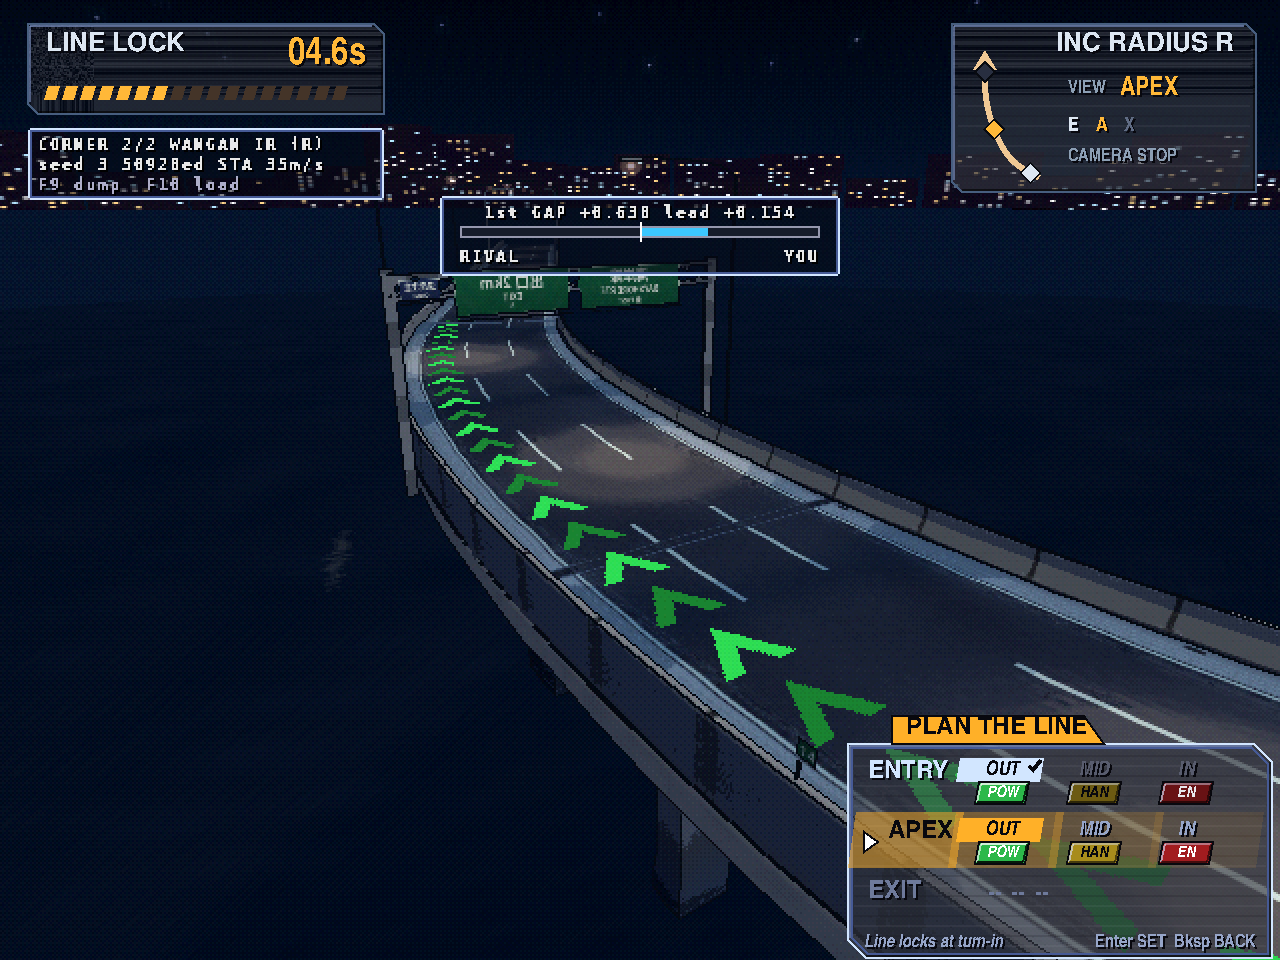 LINE LOCK
04.6s
CORNER 2/2 WANGAN IR (R)
seed 3 50920ed STA 35m/s
F9 dump F10 load
INC RADIUS R
VIEW APEX
E A X
CAMERA STOP
1st GAP +0.630 lead +0.154
RIVAL YOU
PLAN THE LINE
ENTRY OUT MID IN
POW HAN EN
APEX OUT MID IN
POW HAN EN
EXIT -- -- --
Line locks at turn-in Enter SET Bksp BACK